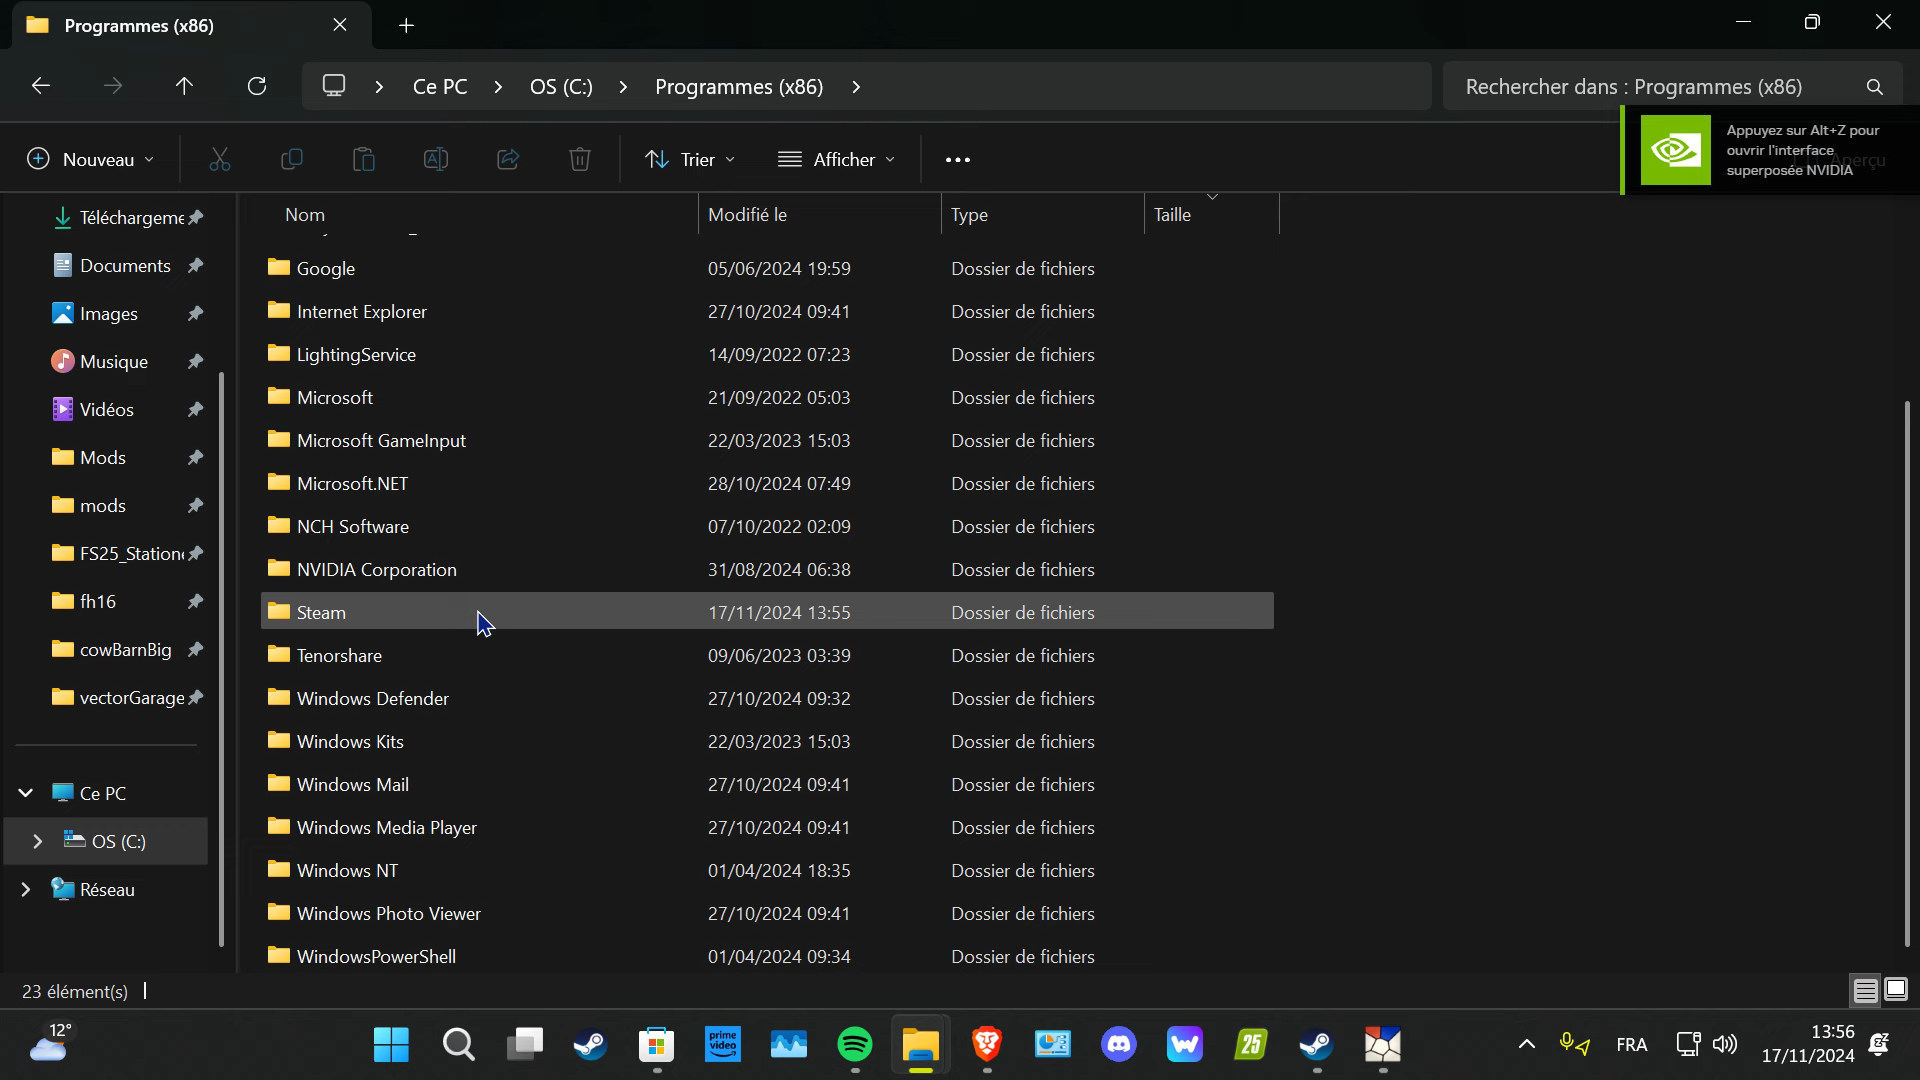 Programmes (x86)
Ce PC
OS (C:)
Programmes (x86)
Rechercher dans : Programmes (x86)
Nouveau
Trier
Afficher
Aperçu
Appuyez sur Alt+Z pour
ouvrir l'interface
superposée NVIDIA
Nom
Modifié le
Type
Taille
Téléchargeme
Documents
Images
Musique
Vidéos
Mods
mods
FS25_Statione
fh16
cowBarnBig
vectorGarage
Ce PC
OS (C:)
Réseau
Google 05/06/2024 19:59 Dossier de fichiers
Internet Explorer 27/10/2024 09:41 Dossier de fichiers
LightingService 14/09/2022 07:23 Dossier de fichiers
Microsoft 21/09/2022 05:03 Dossier de fichiers
Microsoft GameInput 22/03/2023 15:03 Dossier de fichiers
Microsoft.NET 28/10/2024 07:49 Dossier de fichiers
NCH Software 07/10/2022 02:09 Dossier de fichiers
NVIDIA Corporation 31/08/2024 06:38 Dossier de fichiers
Steam 17/11/2024 13:55 Dossier de fichiers
Tenorshare 09/06/2023 03:39 Dossier de fichiers
Windows Defender 27/10/2024 09:32 Dossier de fichiers
Windows Kits 22/03/2023 15:03 Dossier de fichiers
Windows Mail 27/10/2024 09:41 Dossier de fichiers
Windows Media Player 27/10/2024 09:41 Dossier de fichiers
Windows NT 01/04/2024 18:35 Dossier de fichiers
Windows Photo Viewer 27/10/2024 09:41 Dossier de fichiers
WindowsPowerShell 01/04/2024 09:34 Dossier de fichiers
23 élément(s)
12°
prime
video
25
FRA
13:56
17/11/2024